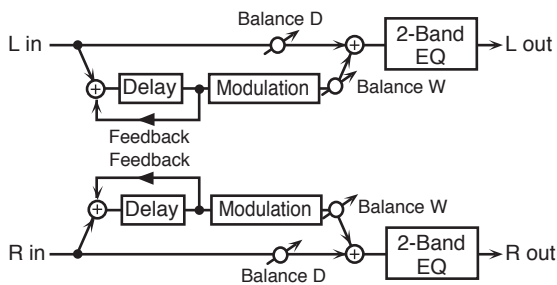 Balance D
L in
2-Band
EQ
L out
+
+
Delay
Modulation
Balance W
Feedback
Feedback
+
Delay
Modulation
Balance W
R in
+
2-Band
EQ
R out
Balance D